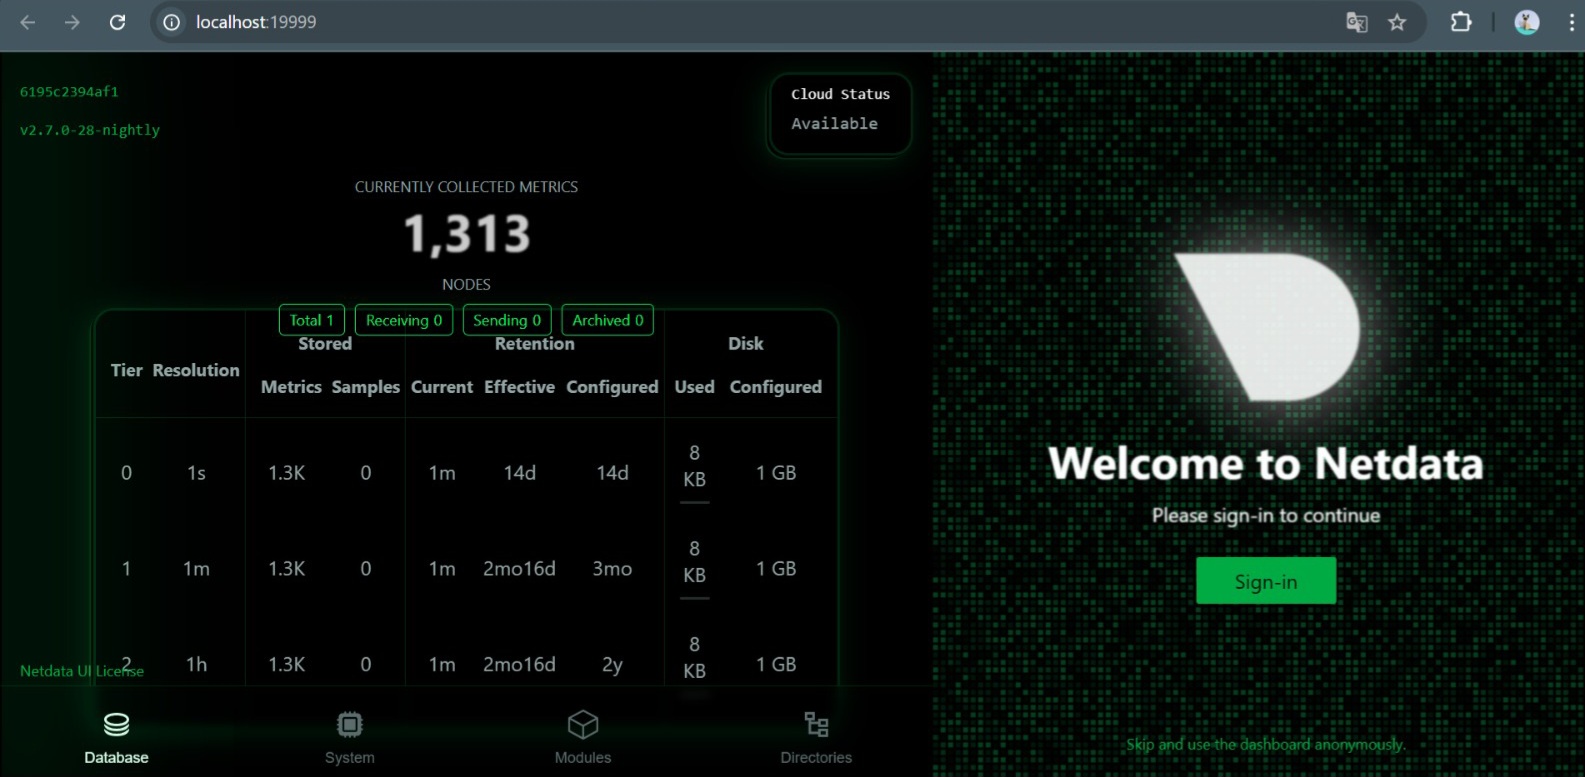 localhost:19999
6195c2394af1
v2.7.0-28-nightly
Cloud Status
Available
CURRENTLY COLLECTED METRICS
1,313
NODES
Total 1 Receiving 0 Sending 0 Archived 0
Stored Retention Disk
Tier Resolution
Metrics Samples Current Effective Configured Used Configured
0 1s 1.3K 0 1m 14d 14d 8 KB 1 GB
1 1m 1.3K 0 1m 2mo16d 3mo 8 KB 1 GB
2 1h 1.3K 0 1m 2mo16d 2y 8 KB 1 GB
Netdata UI License
Database System Modules Directories
Welcome to Netdata
Please sign-in to continue
Sign-in
Skip and use the dashboard anonymously.